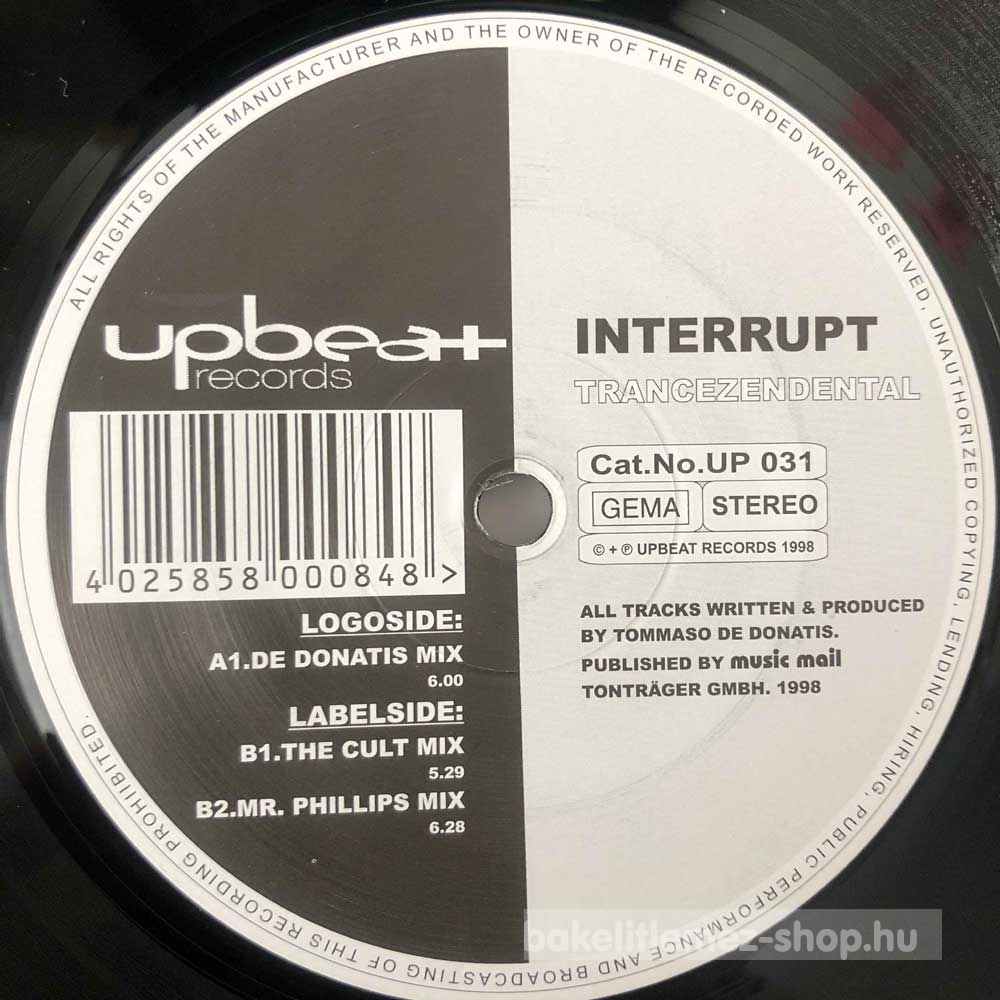 ALL RIGHTS OF THE MANUFACTURER AND THE OWNER OF THE RECORDED WORK RESERVED, UNAUTHORIZED COPYING, LENDING, HIRING, PUBLIC PERFORMANCE AND BROADCASTING OF THIS RECORDING PROHIBITED.
upbeat
records
4 025858 000848 >
LOGOSIDE:
A1.DE DONATIS MIX
6.00
LABELSIDE:
B1.THE CULT MIX
5.29
B2.MR. PHILLIPS MIX
6.28
INTERRUPT
TRANCEZENDENTAL
Cat.No.UP 031
GEMA STEREO
© + ℗ UPBEAT RECORDS 1998
ALL TRACKS WRITTEN & PRODUCED
BY TOMMASO DE DONATIS.
PUBLISHED BY music mail
TONTRÄGER GMBH. 1998
bakelitlemez-shop.hu